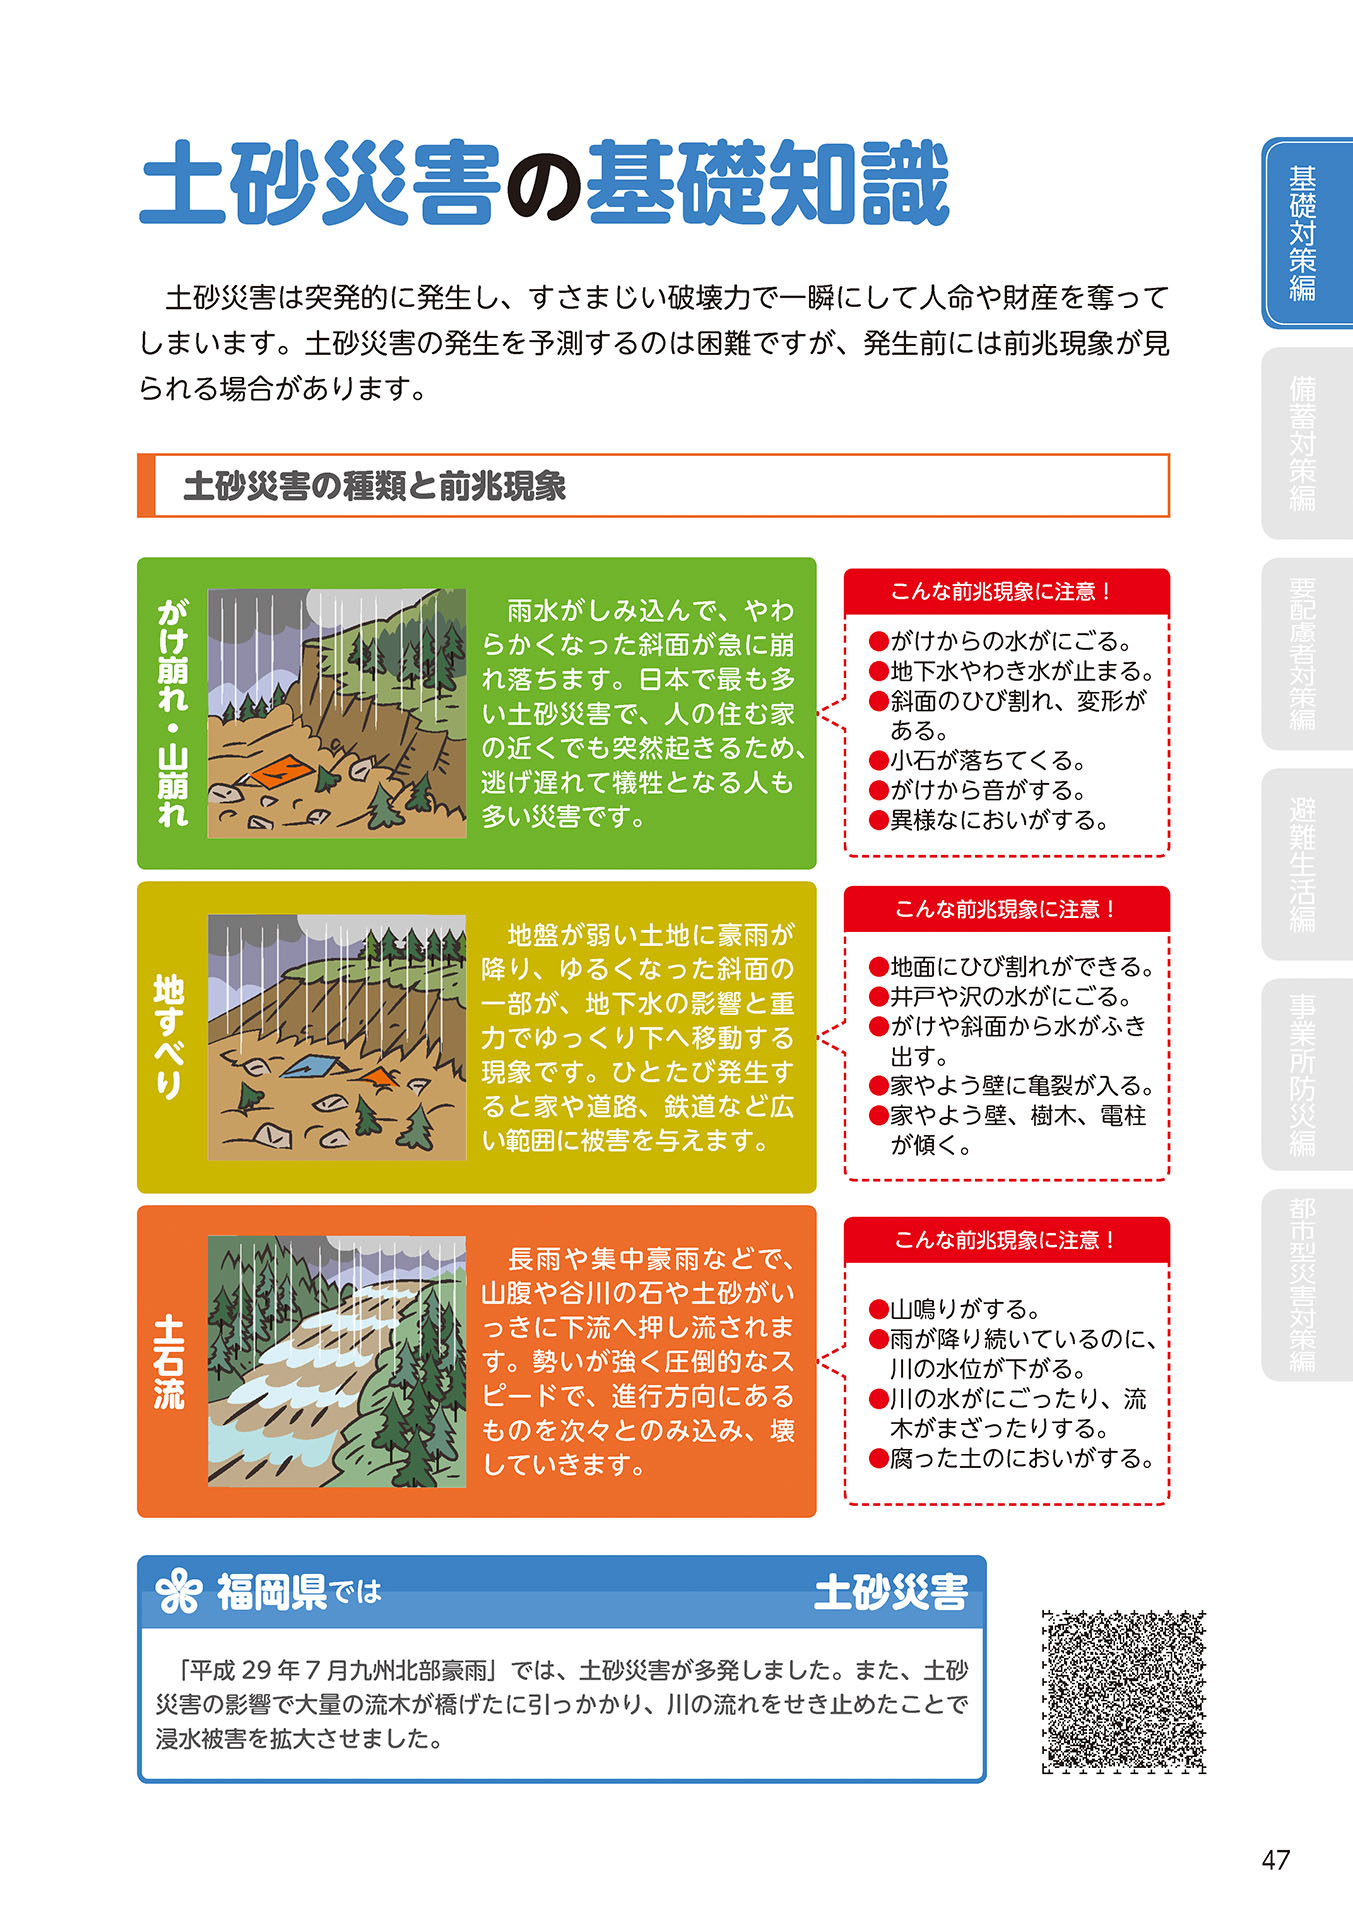 土砂災害の基礎知識
　土砂災害は突発的に発生し、すさまじい破壊力で一瞬にして人命や財産を奪って
しまいます。土砂災害の発生を予測するのは困難ですが、発生前には前兆現象が見
られる場合があります。
土砂災害の種類と前兆現象
がけ崩れ・山崩れ
　雨水がしみ込んで、やわ
らかくなった斜面が急に崩
れ落ちます。日本で最も多
い土砂災害で、人の住む家
の近くでも突然起きるため、
逃げ遅れて犠牲となる人も
多い災害です。
こんな前兆現象に注意！
●がけからの水がにごる。
●地下水やわき水が止まる。
●斜面のひび割れ、変形が
ある。
●小石が落ちてくる。
●がけから音がする。
●異様なにおいがする。
地すべり
　地盤が弱い土地に豪雨が
降り、ゆるくなった斜面の
一部が、地下水の影響と重
力でゆっくり下へ移動する
現象です。ひとたび発生す
ると家や道路、鉄道など広
い範囲に被害を与えます。
こんな前兆現象に注意！
●地面にひび割れができる。
●井戸や沢の水がにごる。
●がけや斜面から水がふき
出す。
●家やよう壁に亀裂が入る。
●家やよう壁、樹木、電柱
が傾く。
土石流
　長雨や集中豪雨などで、
山腹や谷川の石や土砂がい
っきに下流へ押し流されま
す。勢いが強く圧倒的なス
ピードで、進行方向にある
ものを次々とのみ込み、壊
していきます。
こんな前兆現象に注意！
●山鳴りがする。
●雨が降り続いているのに、
川の水位が下がる。
●川の水がにごったり、流
木がまざったりする。
●腐った土のにおいがする。
福岡県では
土砂災害
　「平成 29 年 7 月九州北部豪雨」では、土砂災害が多発しました。また、土砂
災害の影響で大量の流木が橋げたに引っかかり、川の流れをせき止めたことで
浸水被害を拡大させました。
基礎対策編
備蓄対策編
要配慮者対策編
避難生活編
事業所防災編
都市型災害対策編
47